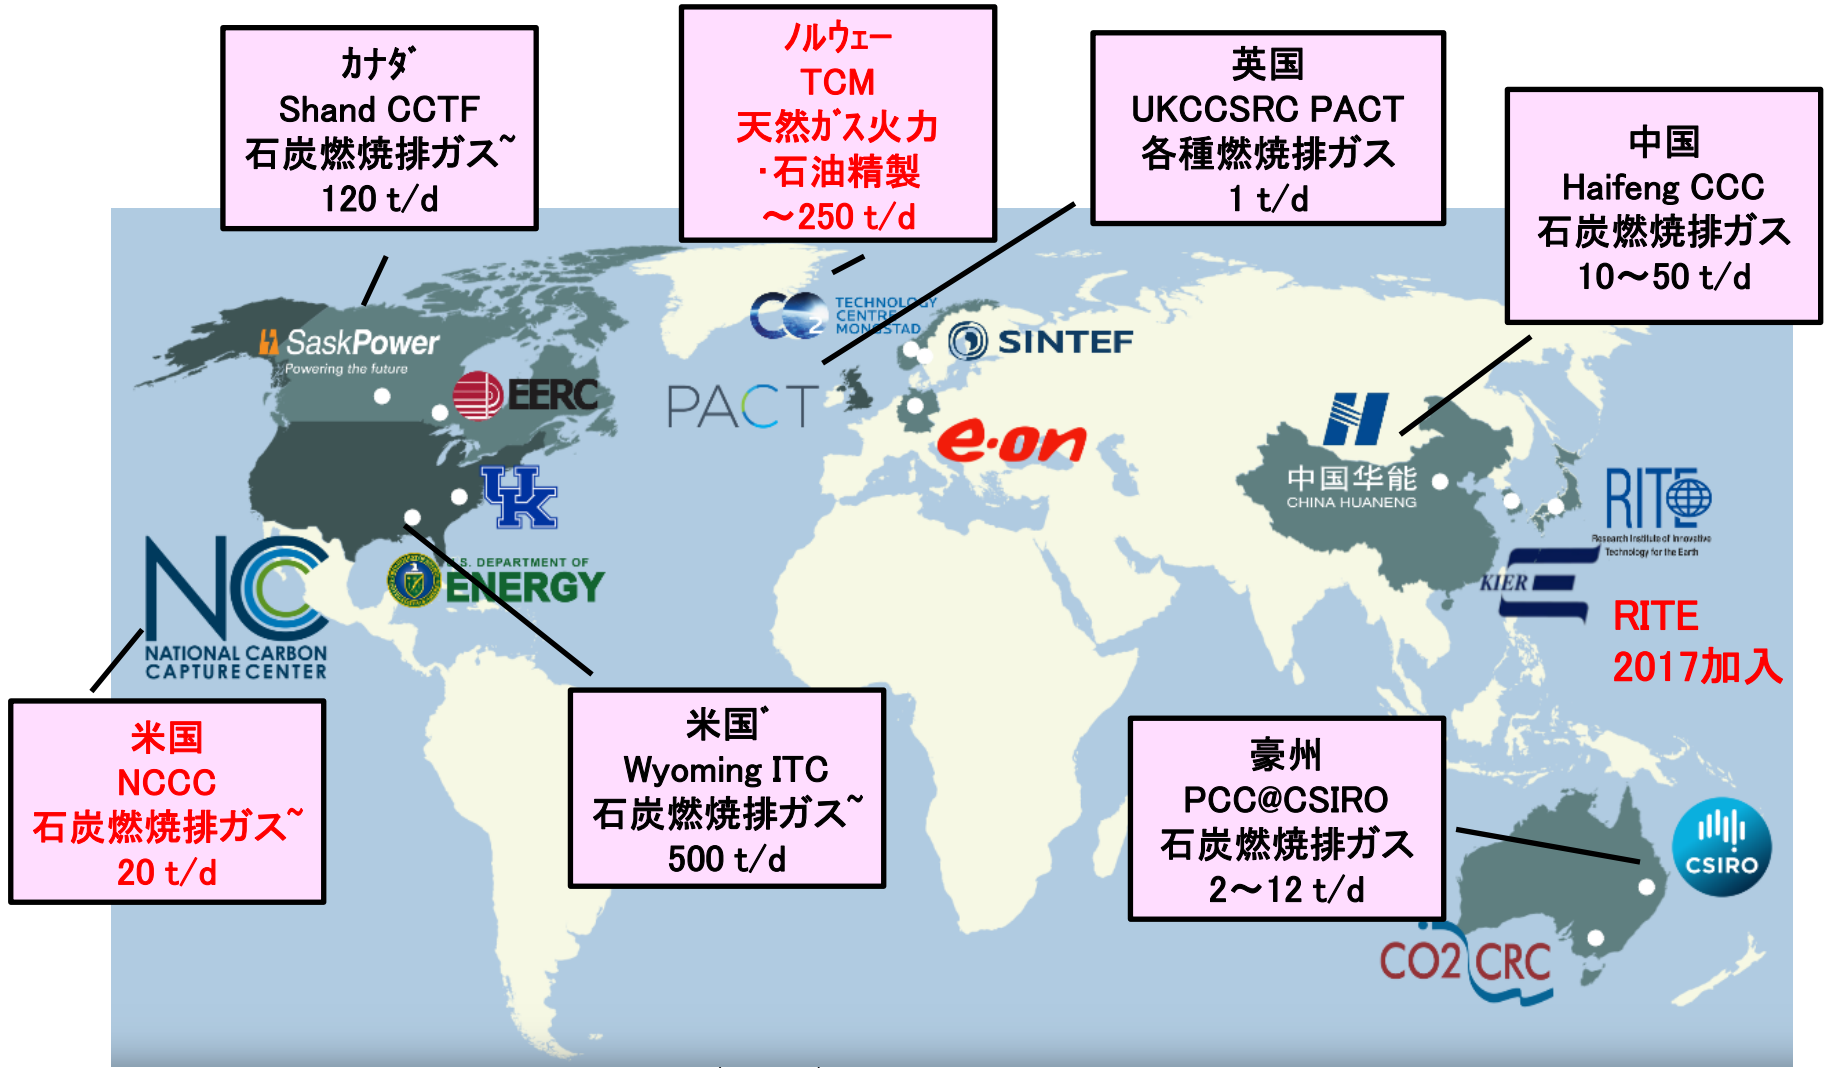 カナダ
Shand CCTF
石炭燃焼排ガス~
120 t/d
ノルウェー
TCM
天然ガス火力
・石油精製
～250 t/d
英国
UKCCSRC PACT
各種燃焼排ガス
1 t/d
中国
Haifeng CCC
石炭燃焼排ガス
10～50 t/d
SaskPower
Powering the future
EERC
CO2
TECHNOLOGY
CENTRE
MONGSTAD
SINTEF
PACT
e·on
中国华能
CHINA HUANENG
RITE
Research Institute of Innovative
Technology for the Earth
KIER
RITE
2017加入
UK
U.S. DEPARTMENT OF
ENERGY
NCCC
NATIONAL CARBON
CAPTURE CENTER
米国
NCCC
石炭燃焼排ガス~
20 t/d
米国゛
Wyoming ITC
石炭燃焼排ガス~
500 t/d
豪州
PCC@CSIRO
石炭燃焼排ガス
2～12 t/d
CSIRO
CO2CRC